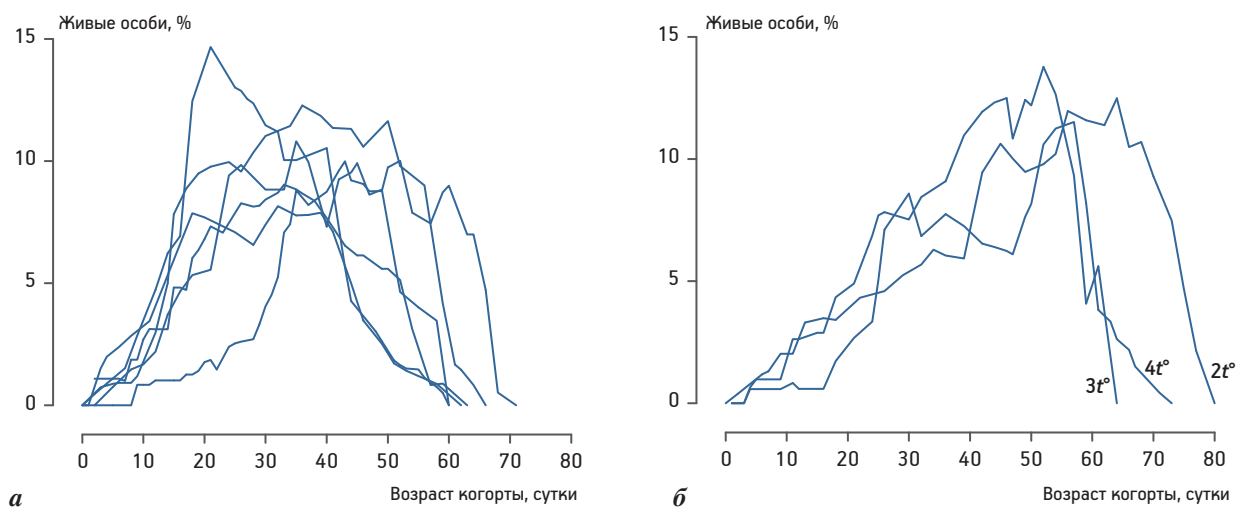 Живые особи, %
15
10
5
0
0 10 20 30 40 50 60 70 80
Возраст когорты, сутки
а
Живые особи, %
15
10
5
0
3t°
4t°
2t°
0 10 20 30 40 50 60 70 80
Возраст когорты, сутки
б